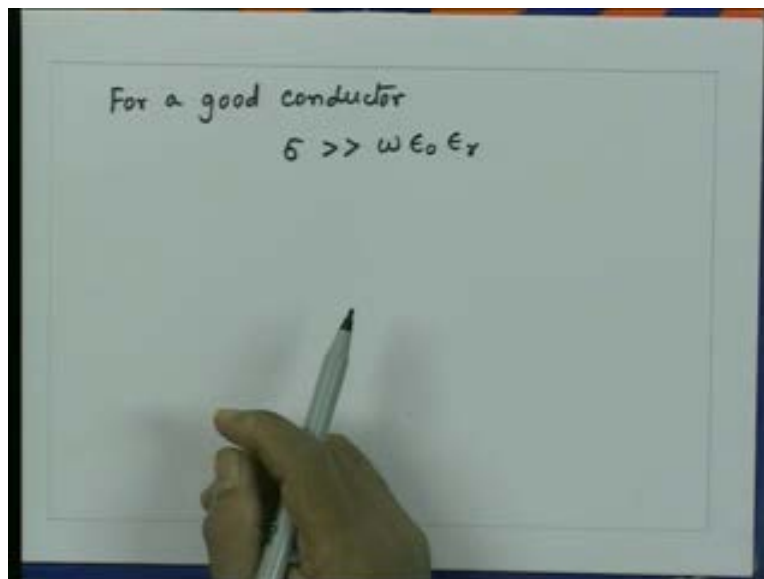 For a good conductor
σ >> ω ϵ₀ ϵᵣ